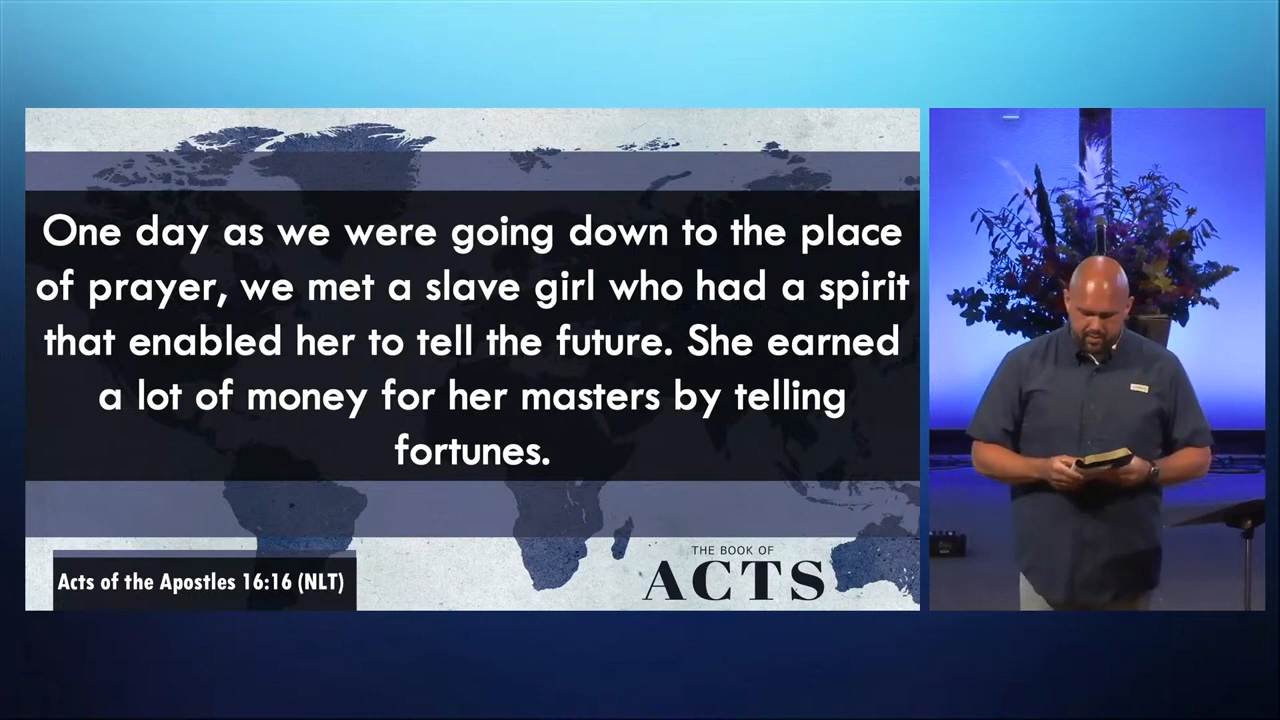 One day as we were going down to the place
of prayer, we met a slave girl who had a spirit
that enabled her to tell the future. She earned
a lot of money for her masters by telling
fortunes.
Acts of the Apostles 16:16 (NLT)
THE BOOK OF
ACTS